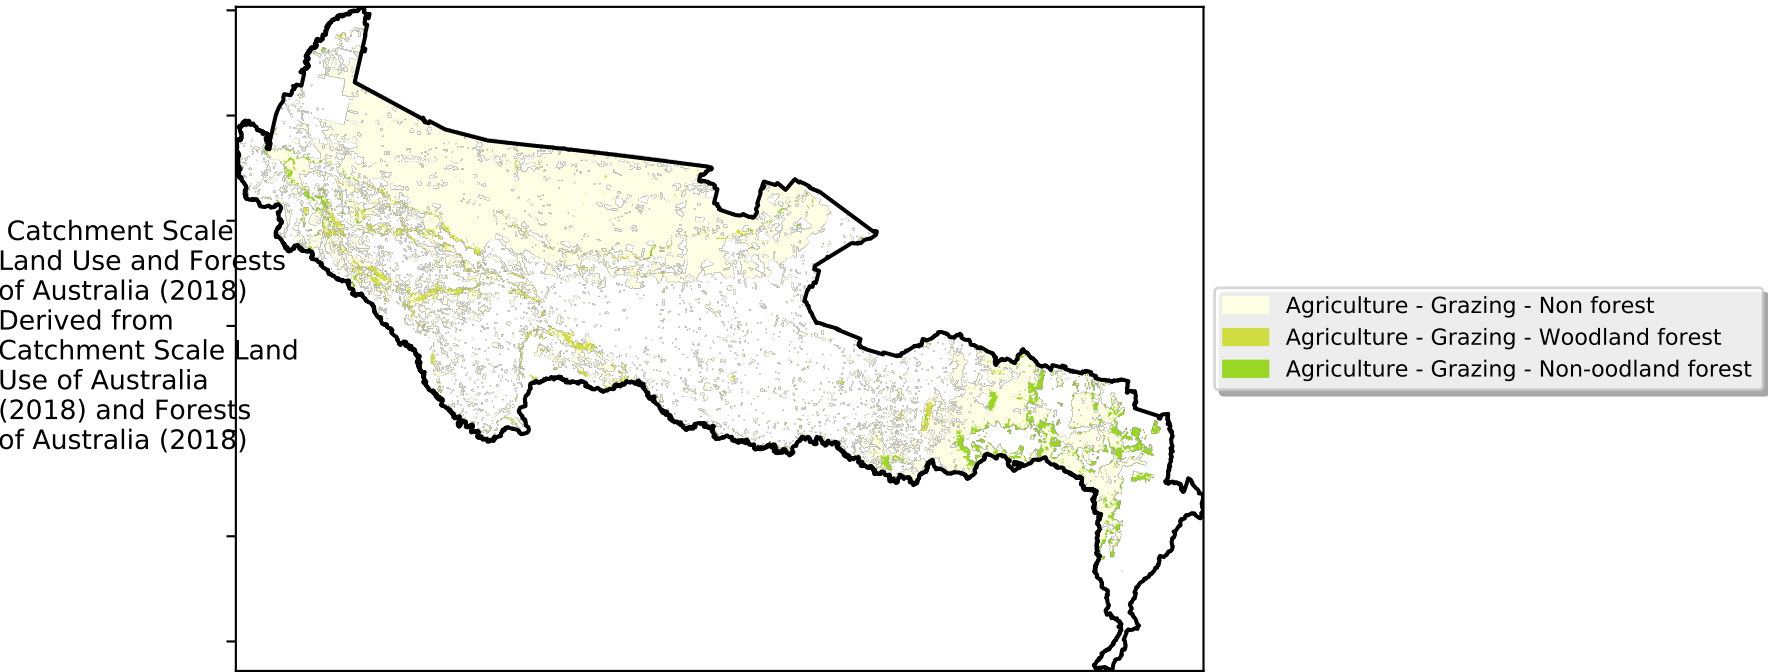 Catchment Scale
Land Use and Forests
of Australia (2018)
Derived from
Catchment Scale Land
Use of Australia
(2018) and Forests
of Australia (2018)
Agriculture - Grazing - Non forest
Agriculture - Grazing - Woodland forest
Agriculture - Grazing - Non-oodland forest